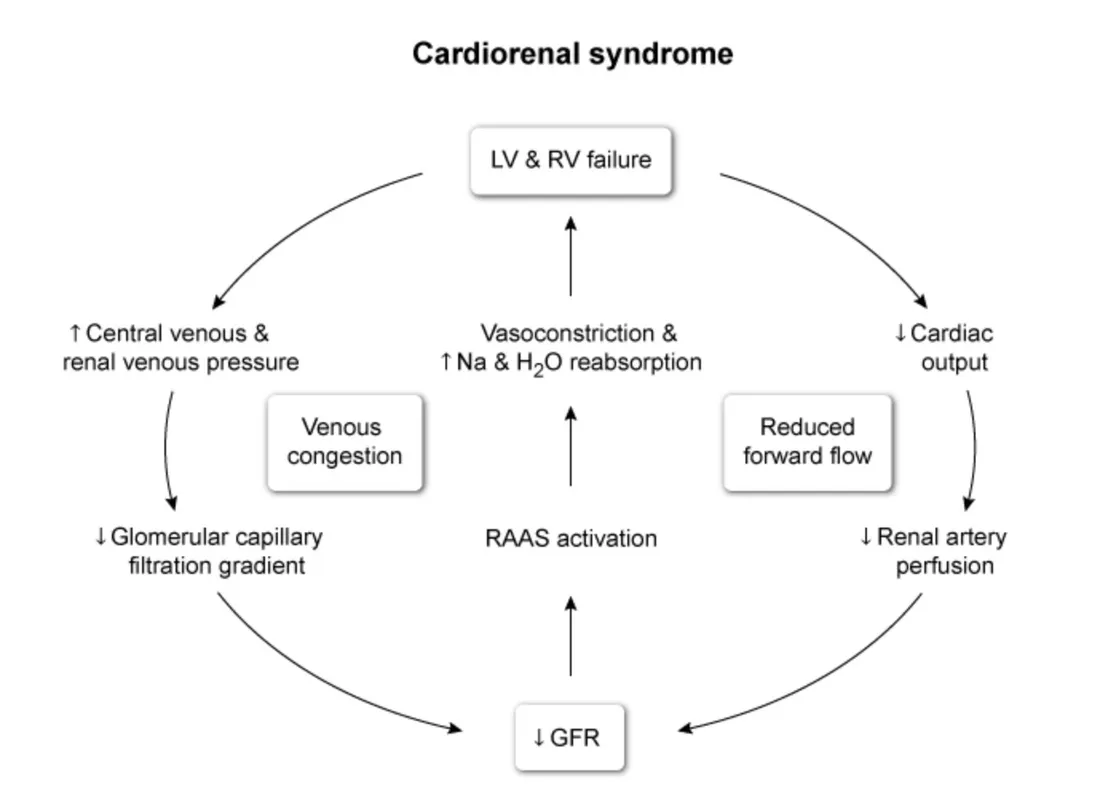 Cardiorenal syndrome
LV & RV failure
↑ Central venous &
renal venous pressure
Vasoconstriction &
↑ Na & H₂O reabsorption
↓ Cardiac
output
Venous
congestion
Reduced
forward flow
↓ Glomerular capillary
filtration gradient
RAAS activation
↓ Renal artery
perfusion
↓ GFR